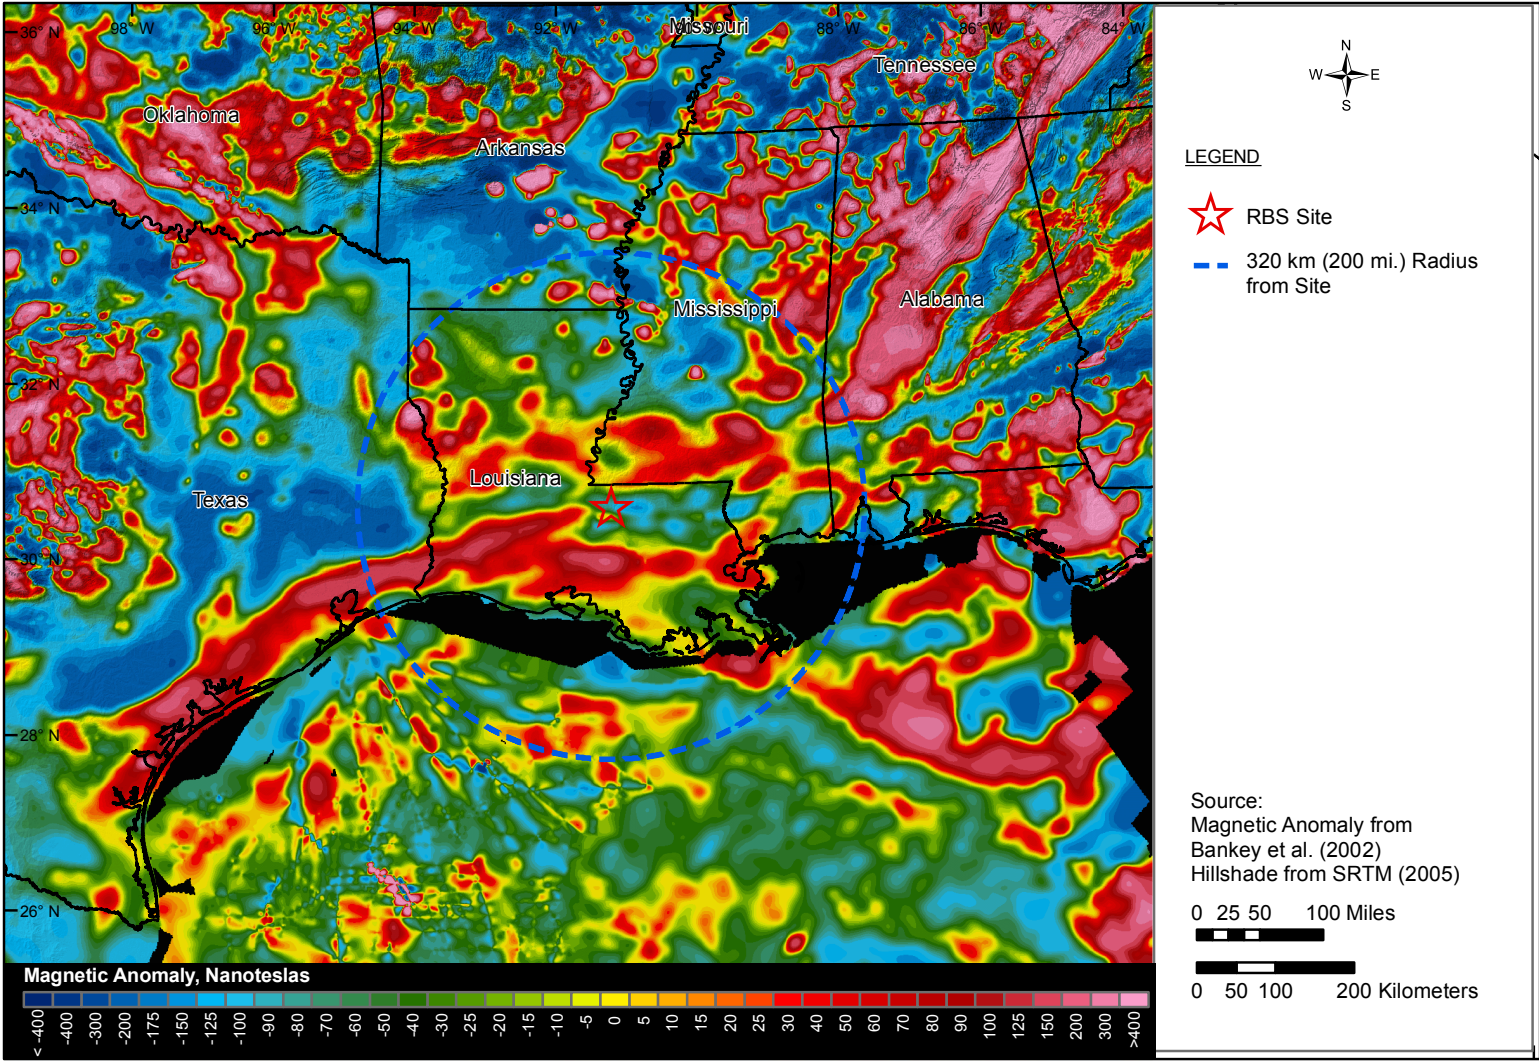 98° W 96° W 94° W 92° W 90° W 88° W 86° W 84° W
Missouri
36° N
Tennessee
Oklahoma
Arkansas
34° N
Mississippi
Alabama
32° N
Louisiana
Texas
30° N
28° N
26° N
Magnetic Anomaly, Nanoteslas
< -400 -400 -300 -200 -175 -150 -125 -100 -90 -80 -70 -60 -50 -40 -30 -25 -20 -15 -10 -5 0 5 10 15 20 25 30 40 50 60 70 80 90 100 125 150 200 300 >400
N
W E
S
LEGEND
RBS Site
320 km (200 mi.) Radius
from Site
Source:
Magnetic Anomaly from
Bankey et al. (2002)
Hillshade from SRTM (2005)
0 25 50 100 Miles
0 50 100 200 Kilometers